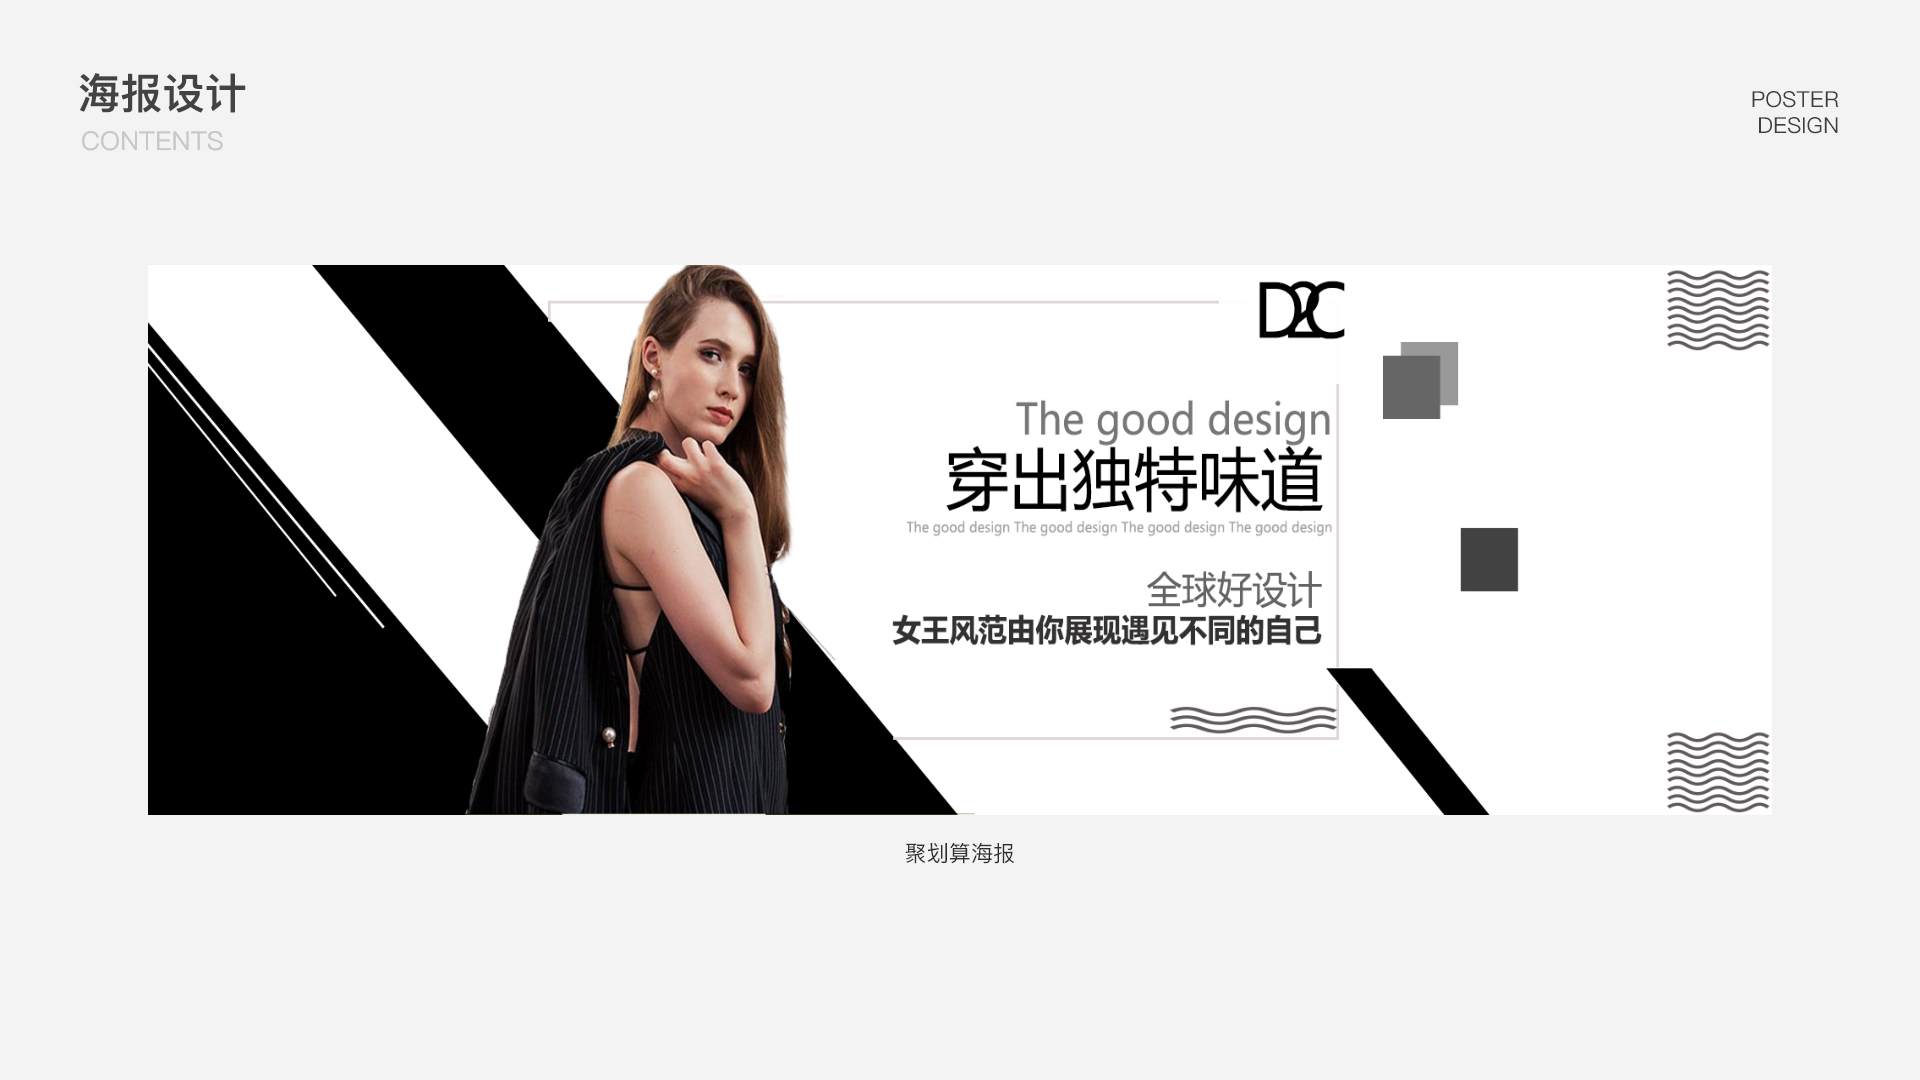 海报设计
CONTENTS
POSTER
DESIGN
D2C
The good design
穿出独特味道
The good design The good design The good design The good design
全球好设计
女王风范由你展现遇见不同的自己
聚划算海报